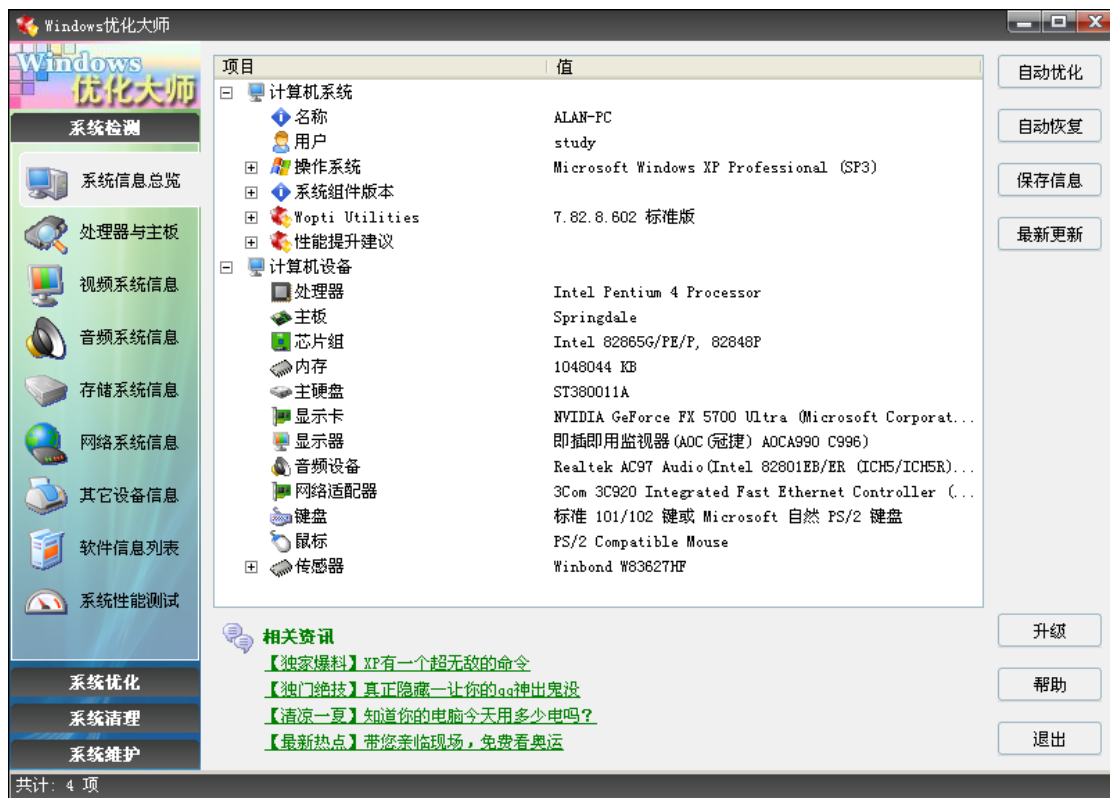 Windows优化大师
Windows
优化大师
系统检测
系统信息总览
处理器与主板
视频系统信息
音频系统信息
存储系统信息
网络系统信息
其它设备信息
软件信息列表
系统性能测试
系统优化
系统清理
系统维护
项目 值
计算机系统
名称 ALAN-PC
用户 study
操作系统 Microsoft Windows XP Professional (SP3)
系统组件版本
Wopti Utilities 7.82.8.602 标准版
性能提升建议
计算机设备
处理器 Intel Pentium 4 Processor
主板 Springdale
芯片组 Intel 82865G/PE/P, 82848P
内存 1048044 KB
主硬盘 ST380011A
显示卡 NVIDIA GeForce FX 5700 Ultra (Microsoft Corporat...
显示器 即插即用监视器(AOC(冠捷) AOCA990 C996)
音频设备 Realtek AC97 Audio(Intel 82801EB/ER (ICH5/ICH5R)...
网络适配器 3Com 3C920 Integrated Fast Ethernet Controller (...
键盘 标准 101/102 键或 Microsoft 自然 PS/2 键盘
鼠标 PS/2 Compatible Mouse
传感器 Winbond W83627HF
相关资讯
【独家爆料】XP有一个超无敌的命令
【独门绝技】真正隐藏一让你的qq神出鬼没
【清凉一夏】知道你的电脑今天用多少电吗？
【最新热点】带您亲临现场，免费看奥运
自动优化
自动恢复
保存信息
最新更新
升级
帮助
退出
共计: 4 项